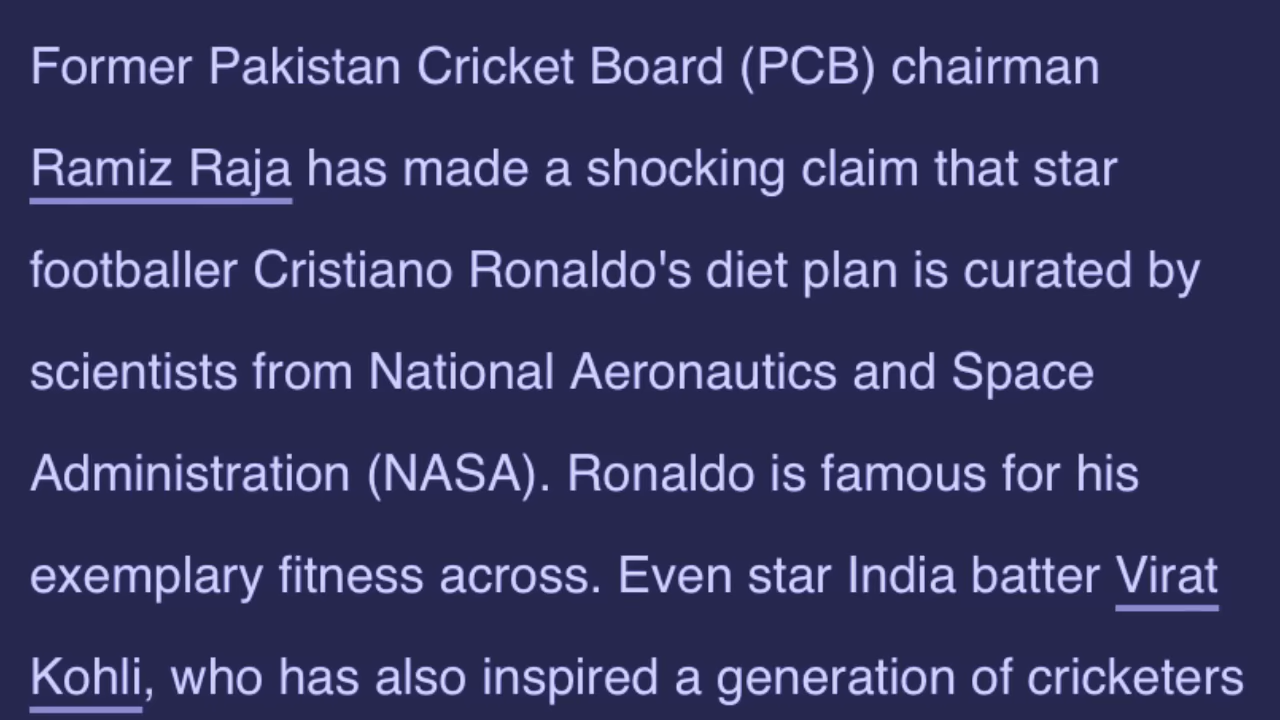 Former Pakistan Cricket Board (PCB) chairman
Ramiz Raja has made a shocking claim that star
footballer Cristiano Ronaldo's diet plan is curated by
scientists from National Aeronautics and Space
Administration (NASA). Ronaldo is famous for his
exemplary fitness across. Even star India batter Virat
Kohli, who has also inspired a generation of cricketers